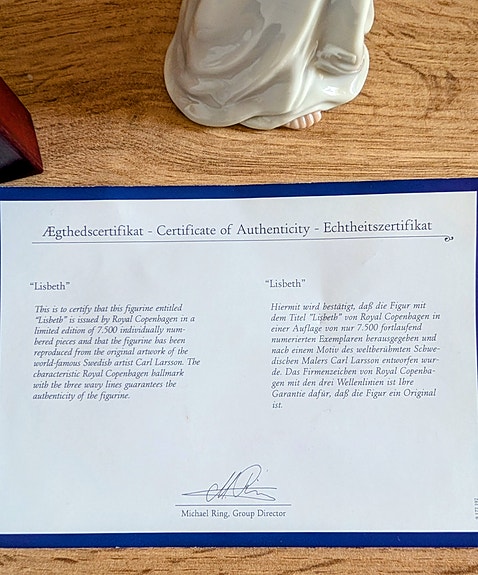 Ægthedscertifikat - Certificate of Authenticity - Echtheitszertifikat
"Lisbeth"
This is to certify that this figurine entitled
"Lisbeth" is issued by Royal Copenhagen in a
limited edition of 7.500 individually num-
bered pieces and that the figurine has been
reproduced from the original artwork of the
world-famous Swedish artist Carl Larsson. The
characteristic Royal Copenhagen hallmark
with the three wavy lines guarantees the
authenticity of the figurine.
"Lisbeth"
Hiermit wird bestätigt, daß die Figur mit
dem Titel "Lisbeth" von Royal Copenhagen in
einer Auflage von nur 7.500 fortlaufend
numerierten Exemplaren herausgegeben und
nach einem Motiv des weltberühmten Schwe-
dischen Malers Carl Larsson entworfen wur-
de. Das Firmenzeichen von Royal Copenha-
gen mit den drei Wellenlinien ist Ihre
Garantie dafür, daß die Figur ein Original
ist.
Michael Ring, Group Director